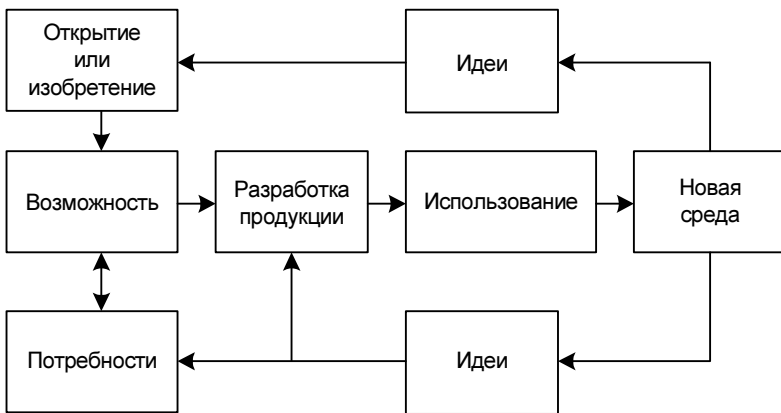 Открытие
или
изобретение
Идеи
Возможность
Разработка
продукции
Использование
Новая
среда
Потребности
Идеи